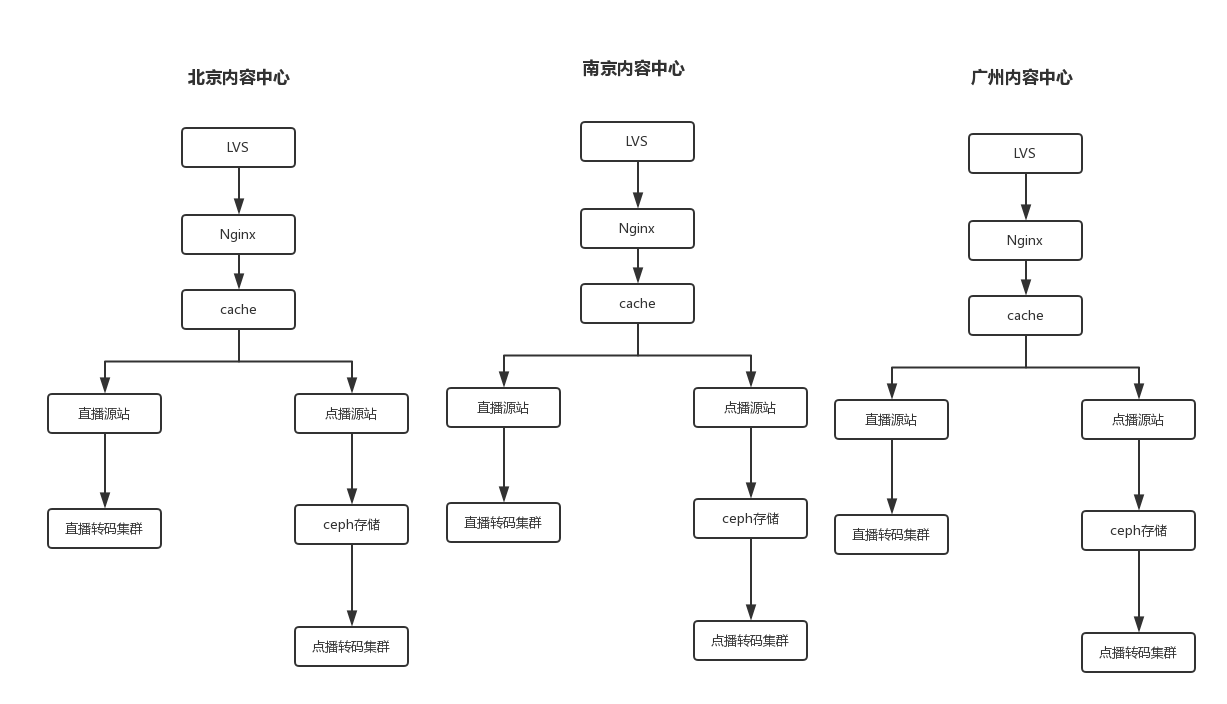 北京内容中心
LVS
Nginx
cache
直播源站
点播源站
直播转码集群
ceph存储
点播转码集群
南京内容中心
LVS
Nginx
cache
直播源站
点播源站
直播转码集群
ceph存储
点播转码集群
广州内容中心
LVS
Nginx
cache
直播源站
点播源站
直播转码集群
ceph存储
点播转码集群